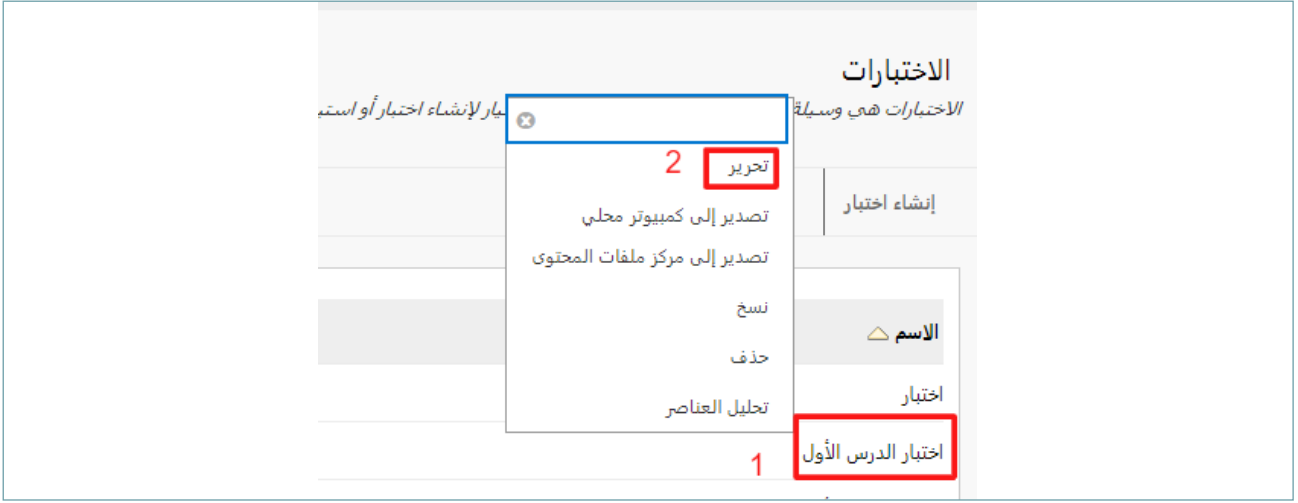 الاختبارات
الاختبارات هي وسيلة يار لإنشاء اختبار أو استب
2 تحرير
إنشاء اختبار
تصدير إلى كمبيوتر محلي
تصدير إلى مركز ملفات المحتوى
نسخ
الاسم
حذف
اختبار
تحليل العناصر
اختبار الدرس الأول
1